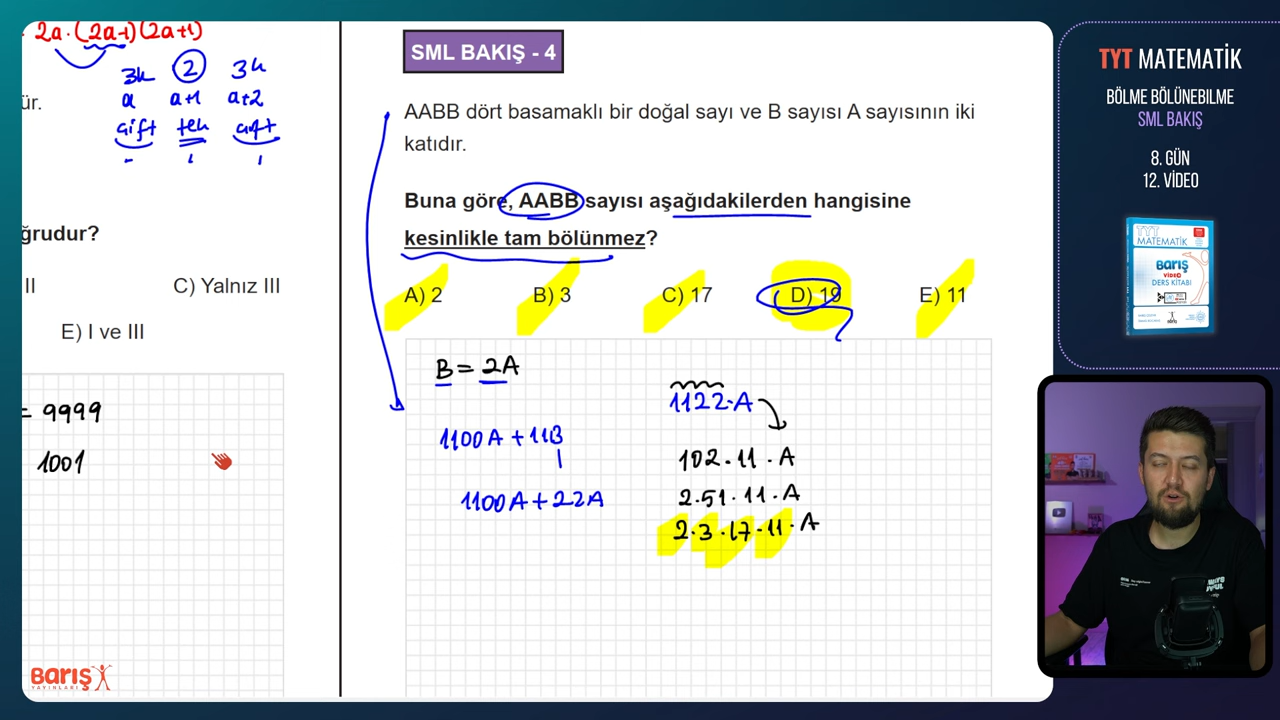 2a·(2a-1)(2a+1)
3k 2 3k
a a+1 a+2
çift tek çift
ür.
ğrudur?
II C) Yalnız III
E) I ve III
= 9999
1001
BARIŞ
YAYINLARI
SML BAKIŞ - 4
AABB dört basamaklı bir doğal sayı ve B sayısı A sayısının iki
katıdır.
Buna göre, AABB sayısı aşağıdakilerden hangisine
kesinlikle tam bölünmez?
A) 2 B) 3 C) 17 D) 19 E) 11
B = 2A
1100A + 11B
1100A + 22A
1122·A
102·11·A
2·51·11·A
2·3·17·11·A
TYT MATEMATİK
BÖLME BÖLÜNEBILME
SML BAKIŞ
8. GÜN
12. VİDEO
TYT
MATEMATİK
BARIŞ
VİDEO
DERS KİTABI